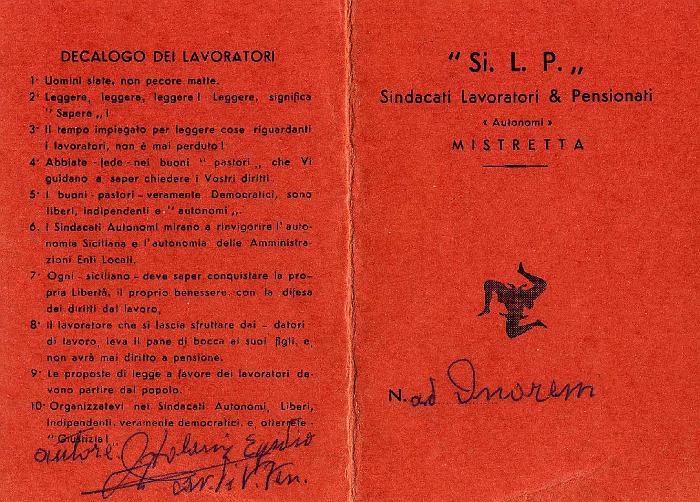 DECALOGO DEI LAVORATORI
1· Uomini siate, non pecore matte.
2· Leggere, leggere, leggere! Leggere, significa
" Sapere „ !
3· Il tempo impiegato per leggere cose riguardanti
i lavoratori, non è mai perduto!
4· Abbiate - fede - nei buoni " pastori „ che Vi
guidano a saper chiedere i Vostri diritti.
5· I buoni - pastori - veramente Democratici, sono
liberi, indipendenti e " autonomi „.
6. I Sindacati Autonomi mirano a rinvigorire l'auto-
nomia Siciliana e l'autonomia delle Amministra-
zioni Enti Locali.
7· Ogni - siciliano - deve saper conquistare la pro-
pria Libertà, il proprio benessere, con la difesa
dei diritti dal lavoro,
8· Il lavoratore che si lascia sfruttare dai - datori -
di lavoro, leva il pane di bocca ai suoi figli, e,
non avrà mai diritto a pensione.
9· Le proposte di legge a favore dei lavoratori de-
vono partire dal popolo.
10· Organizzatevi nei Sindacati Autonomi, Liberi,
Indipendenti, veramente democratici, e, otterrete -
" Giustizia! „.
autore
" Si. L. P. „
Sindacati Lavoratori & Pensionati
« Autonomi »
MISTRETTA
N. ad Onorem